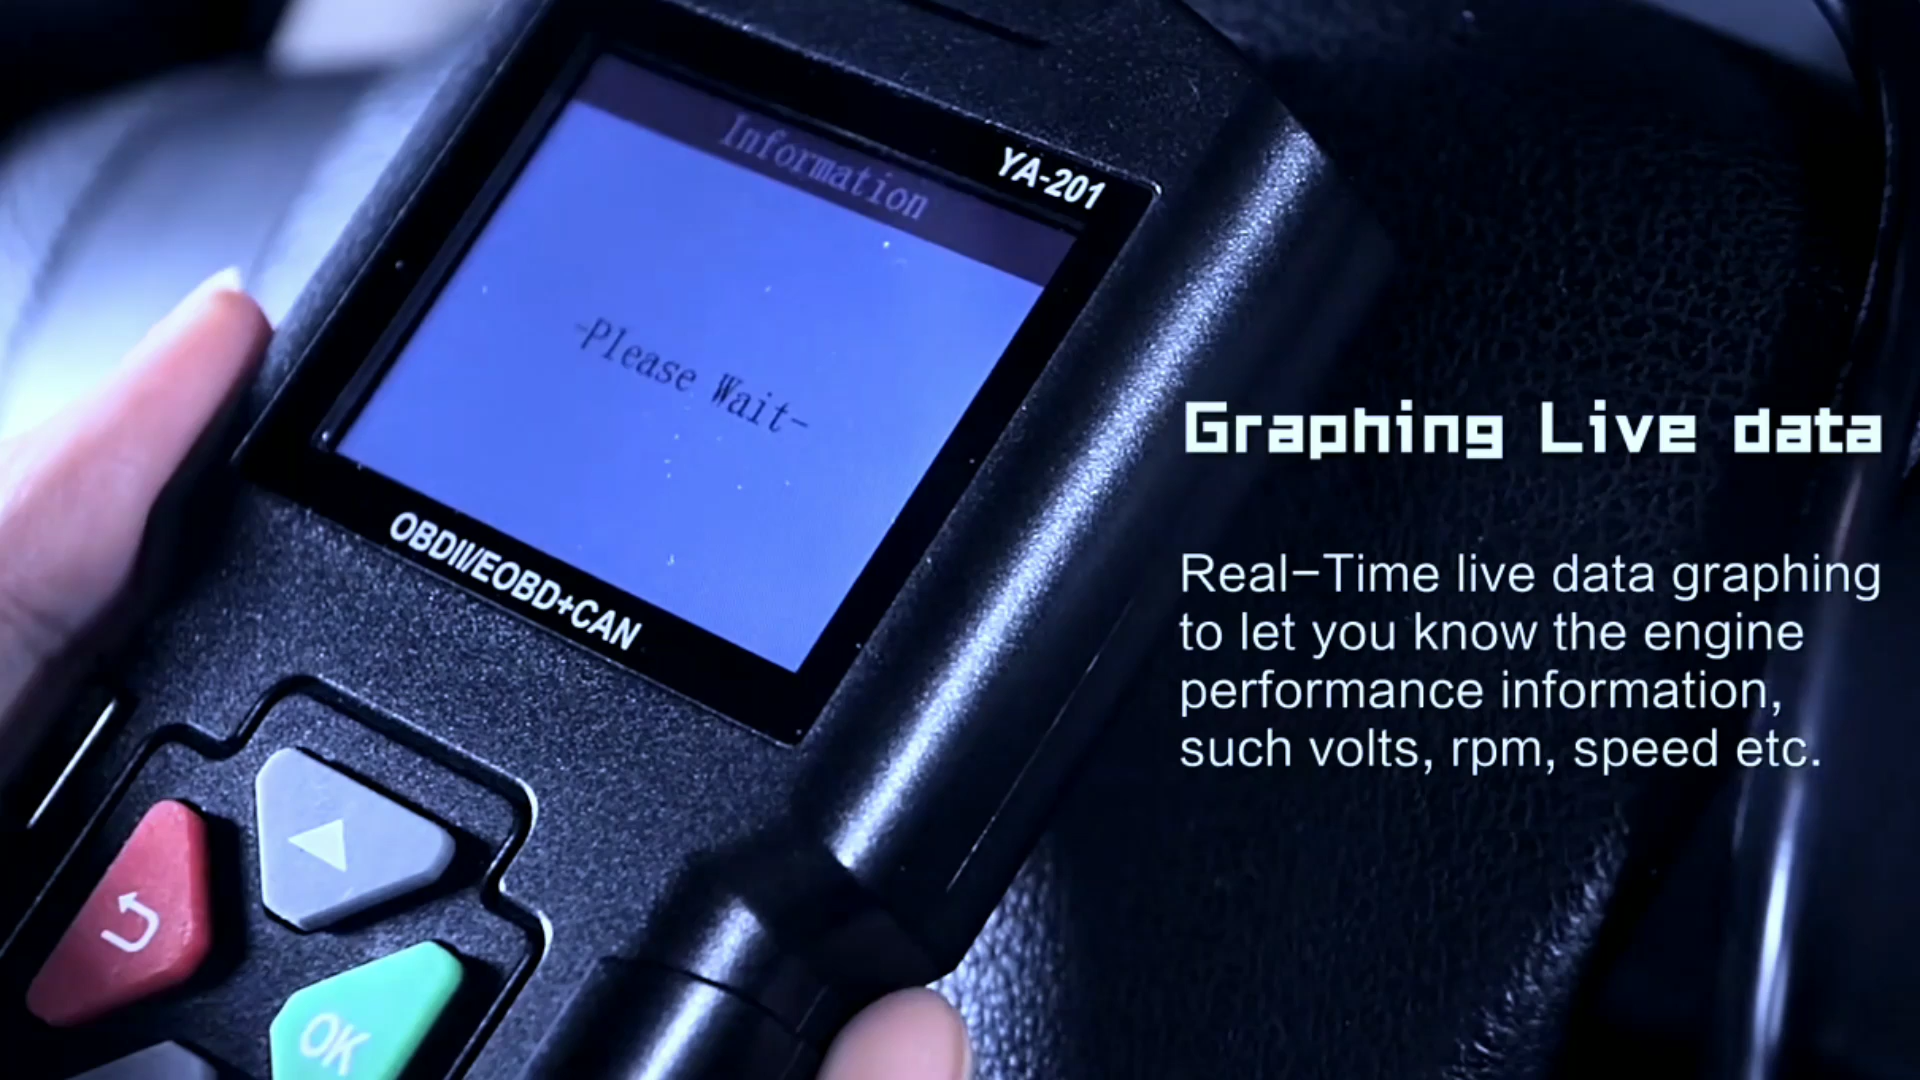 Information
YA-201
-Please Wait-
OBDII/EOBD+CAN
OK
Graphing Live data
Real-Time live data graphing
to let you know the engine
performance information,
such volts, rpm, speed etc.